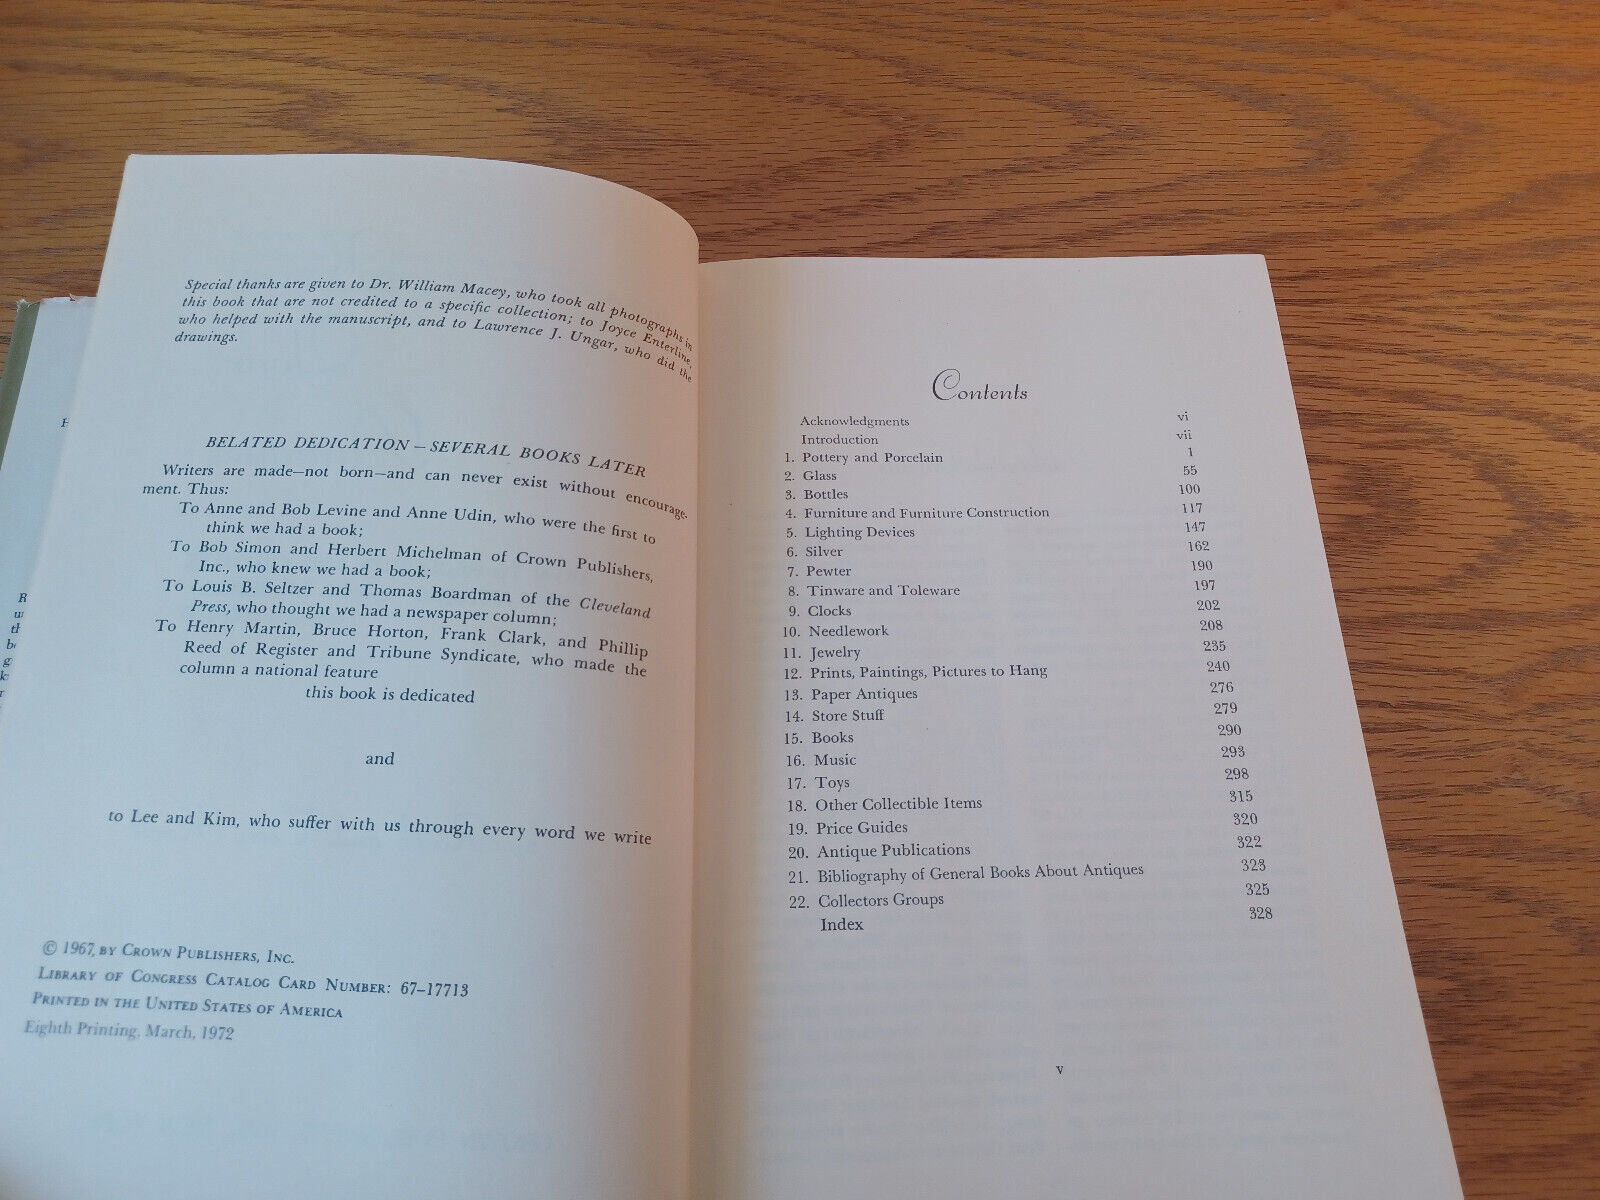 Special thanks are given to Dr. William Macey, who took all photographs in
this book that are not credited to a specific collection; to Joyce Enterline,
who helped with the manuscript, and to Lawrence J. Ungar, who did the
drawings.
BELATED DEDICATION — SEVERAL BOOKS LATER
Writers are made—not born—and can never exist without encourage-
ment. Thus:
To Anne and Bob Levine and Anne Udin, who were the first to
think we had a book;
To Bob Simon and Herbert Michelman of Crown Publishers,
Inc., who knew we had a book;
To Louis B. Seltzer and Thomas Boardman of the Cleveland
Press, who thought we had a newspaper column;
To Henry Martin, Bruce Horton, Frank Clark, and Phillip
Reed of Register and Tribune Syndicate, who made the
column a national feature
this book is dedicated
and
to Lee and Kim, who suffer with us through every word we write
© 1967, BY CROWN PUBLISHERS, INC.
LIBRARY OF CONGRESS CATALOG CARD NUMBER: 67–17713
PRINTED IN THE UNITED STATES OF AMERICA
Eighth Printing, March, 1972
Contents
Acknowledgments vi
Introduction vii
1. Pottery and Porcelain 1
2. Glass 55
3. Bottles 100
4. Furniture and Furniture Construction 117
5. Lighting Devices 147
6. Silver 162
7. Pewter 190
8. Tinware and Toleware 197
9. Clocks 202
10. Needlework 208
11. Jewelry 235
12. Prints, Paintings, Pictures to Hang 240
13. Paper Antiques 276
14. Store Stuff 279
15. Books 290
16. Music 293
17. Toys 298
18. Other Collectible Items 315
19. Price Guides 320
20. Antique Publications 322
21. Bibliography of General Books About Antiques 323
22. Collectors Groups 325
Index 328
v